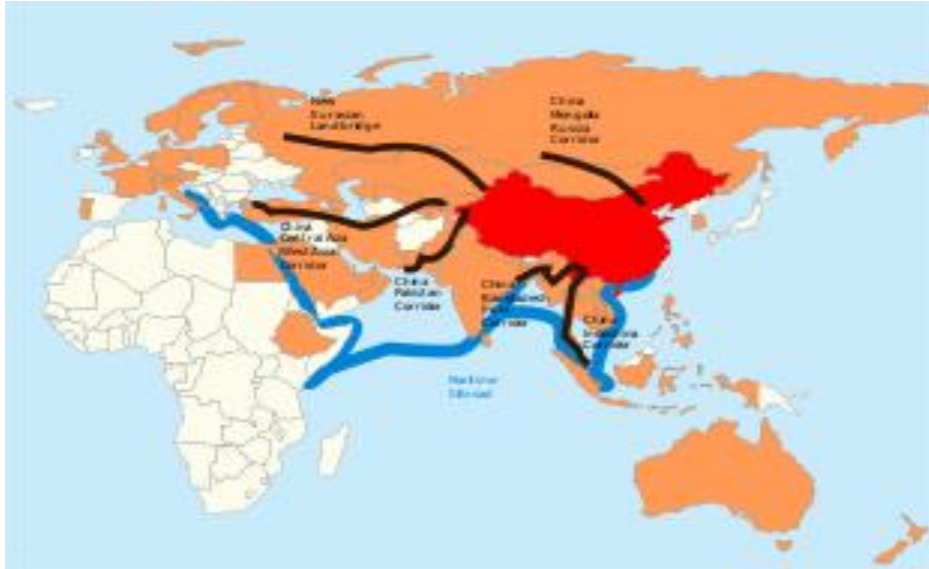 New
Eurasian
Landbridge
China
Mongolia
Russia
Corridor
China
Central Asia
West Asia
Corridor
China
Pakistan
Corridor
China
Bangladesh
Corridor
China
Indochina
Corridor
Maritime
Silkroad